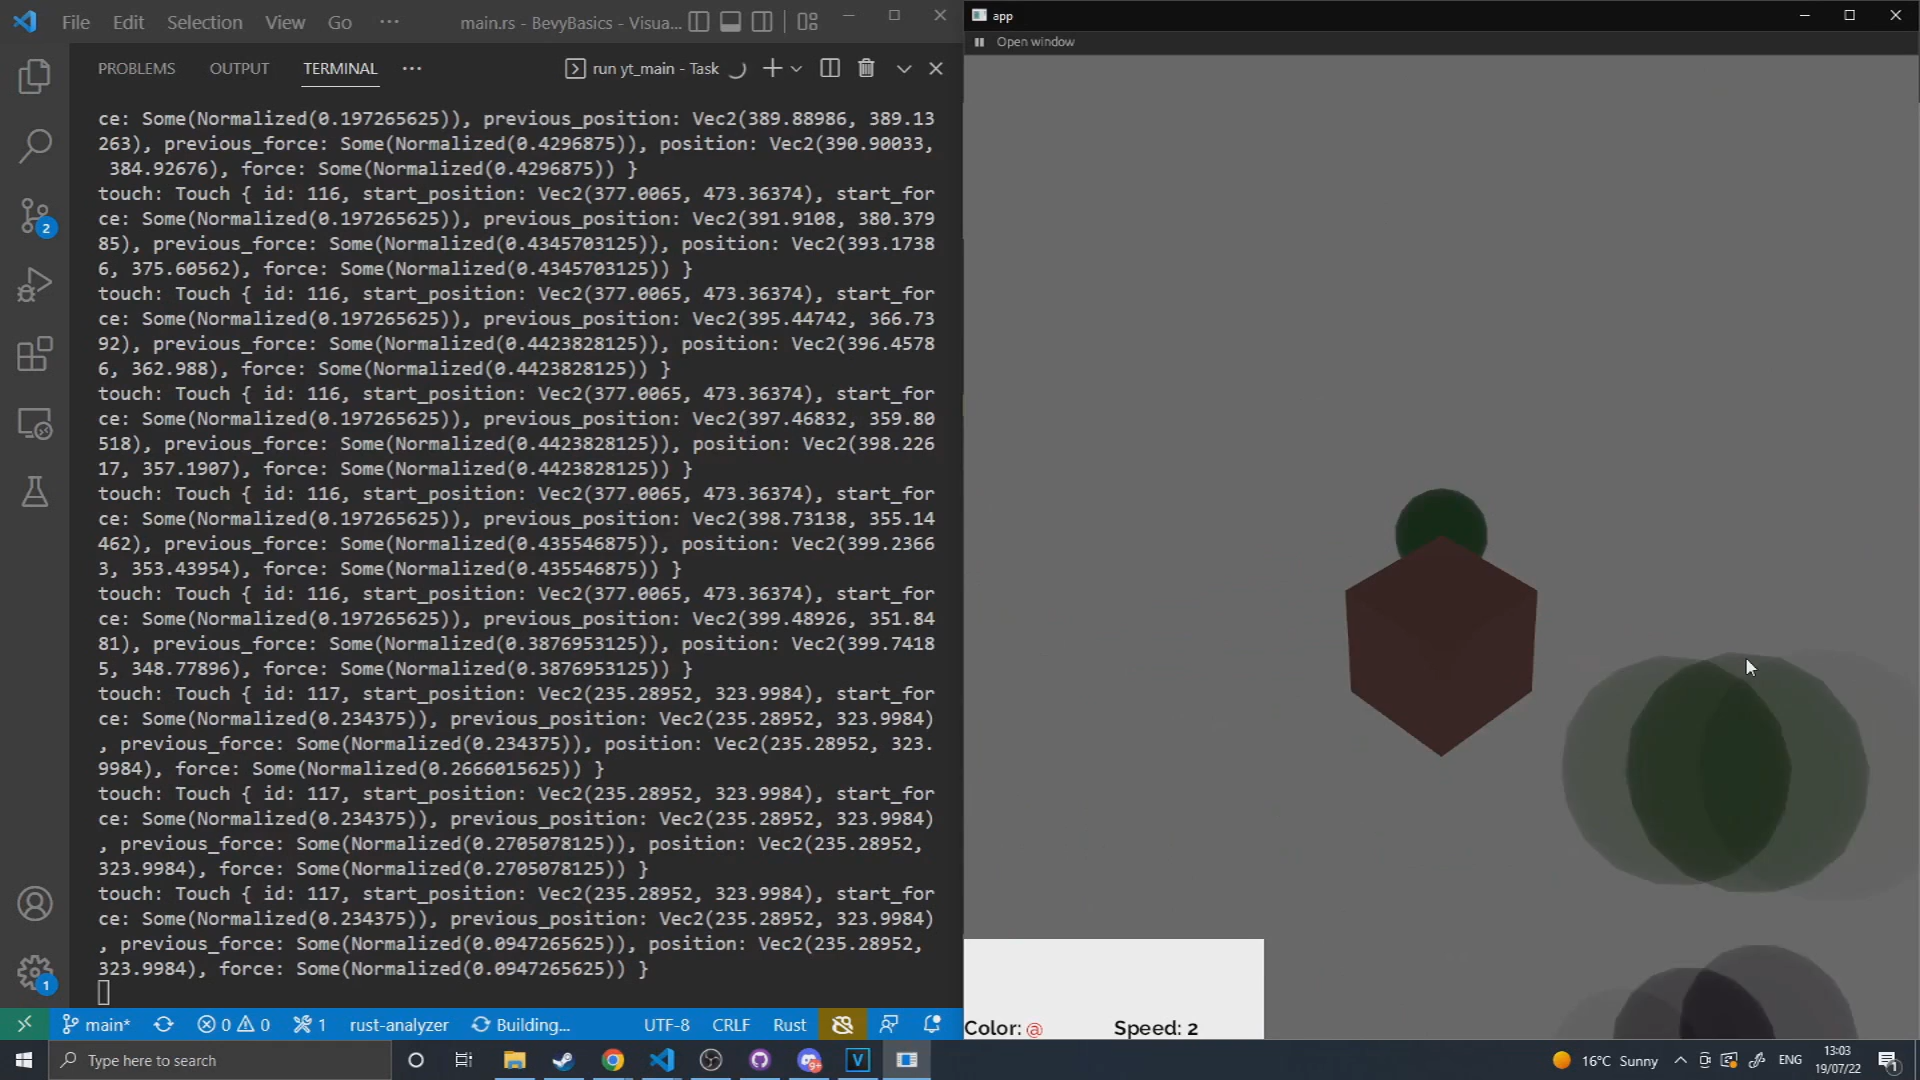 File Edit Selection View Go ··· main.rs - BevyBasics - Visua...
PROBLEMS OUTPUT TERMINAL ··· run yt_main - Task
ce: Some(Normalized(0.197265625)), previous_position: Vec2(389.88986, 389.13
263), previous_force: Some(Normalized(0.4296875)), position: Vec2(390.90033,
 384.92676), force: Some(Normalized(0.4296875)) }
touch: Touch { id: 116, start_position: Vec2(377.0065, 473.36374), start_for
ce: Some(Normalized(0.197265625)), previous_position: Vec2(391.9108, 380.379
85), previous_force: Some(Normalized(0.4345703125)), position: Vec2(393.1738
6, 375.60562), force: Some(Normalized(0.4345703125)) }
touch: Touch { id: 116, start_position: Vec2(377.0065, 473.36374), start_for
ce: Some(Normalized(0.197265625)), previous_position: Vec2(395.44742, 366.73
92), previous_force: Some(Normalized(0.4423828125)), position: Vec2(396.4578
6, 362.988), force: Some(Normalized(0.4423828125)) }
touch: Touch { id: 116, start_position: Vec2(377.0065, 473.36374), start_for
ce: Some(Normalized(0.197265625)), previous_position: Vec2(397.46832, 359.80
518), previous_force: Some(Normalized(0.4423828125)), position: Vec2(398.226
17, 357.1907), force: Some(Normalized(0.4423828125)) }
touch: Touch { id: 116, start_position: Vec2(377.0065, 473.36374), start_for
ce: Some(Normalized(0.197265625)), previous_position: Vec2(398.73138, 355.14
462), previous_force: Some(Normalized(0.435546875)), position: Vec2(399.2366
3, 353.43954), force: Some(Normalized(0.435546875)) }
touch: Touch { id: 116, start_position: Vec2(377.0065, 473.36374), start_for
ce: Some(Normalized(0.197265625)), previous_position: Vec2(399.48926, 351.84
81), previous_force: Some(Normalized(0.3876953125)), position: Vec2(399.7418
5, 348.77896), force: Some(Normalized(0.3876953125)) }
touch: Touch { id: 117, start_position: Vec2(235.28952, 323.9984), start_for
ce: Some(Normalized(0.234375)), previous_position: Vec2(235.28952, 323.9984)
, previous_force: Some(Normalized(0.234375)), position: Vec2(235.28952, 323.
9984), force: Some(Normalized(0.2666015625)) }
touch: Touch { id: 117, start_position: Vec2(235.28952, 323.9984), start_for
ce: Some(Normalized(0.234375)), previous_position: Vec2(235.28952, 323.9984)
, previous_force: Some(Normalized(0.2705078125)), position: Vec2(235.28952,
323.9984), force: Some(Normalized(0.2705078125)) }
touch: Touch { id: 117, start_position: Vec2(235.28952, 323.9984), start_for
ce: Some(Normalized(0.234375)), previous_position: Vec2(235.28952, 323.9984)
, previous_force: Some(Normalized(0.0947265625)), position: Vec2(235.28952,
323.9984), force: Some(Normalized(0.0947265625)) }
2
1
main* 0 0 1 rust-analyzer Building... UTF-8 CRLF Rust
app
Open window
Color: @ Speed: 2
Type here to search
V
9+
16°C Sunny ENG 13:03
19/07/22
1